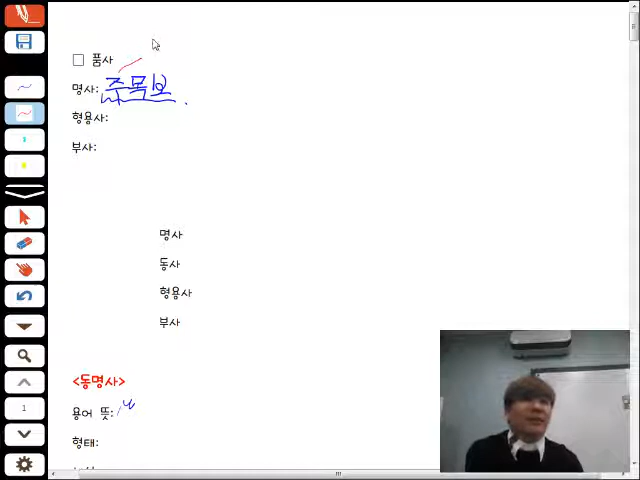 □ 품사
명사: 주목보
형용사:
부사:
명사
동사
형용사
부사
<동명사>
용어 뜻:
형태:
1